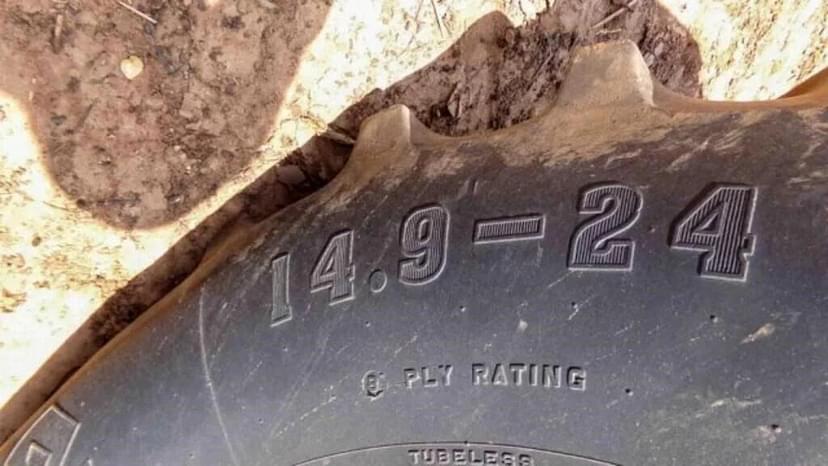 14.9-24
8 PLY RATING
TUBELESS